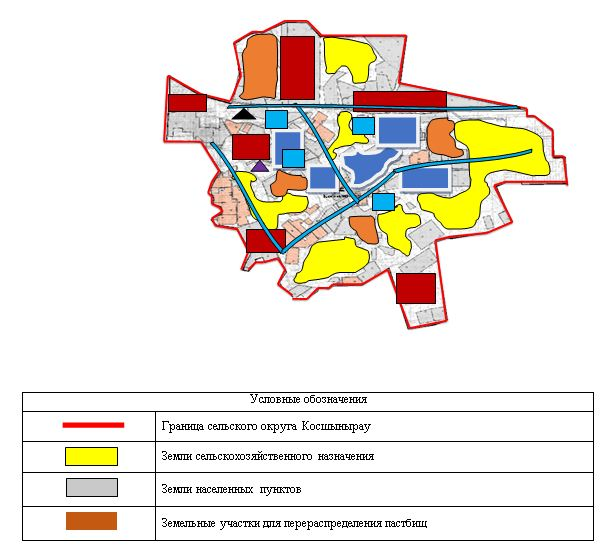 Условные обозначения
Граница сельского округа Косшынырау
Земли сельскохозяйственного назначения
Земли населенных пунктов
Земельные участки для перераспределения пастбищ